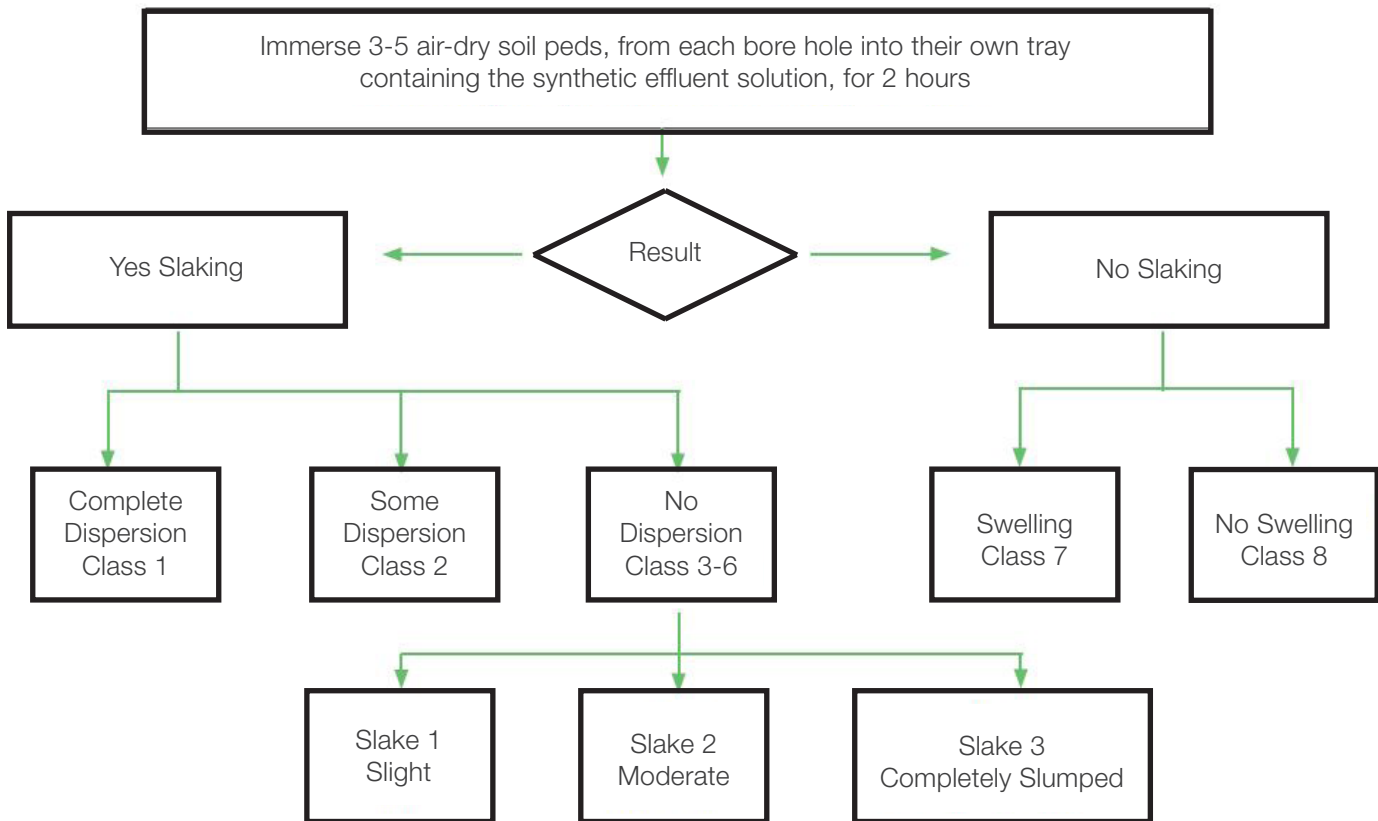 Immerse 3-5 air-dry soil peds, from each bore hole into their own tray
containing the synthetic effluent solution, for 2 hours
Result
Yes Slaking
No Slaking
Complete
Dispersion
Class 1
Some
Dispersion
Class 2
No
Dispersion
Class 3-6
Swelling
Class 7
No Swelling
Class 8
Slake 1
Slight
Slake 2
Moderate
Slake 3
Completely Slumped